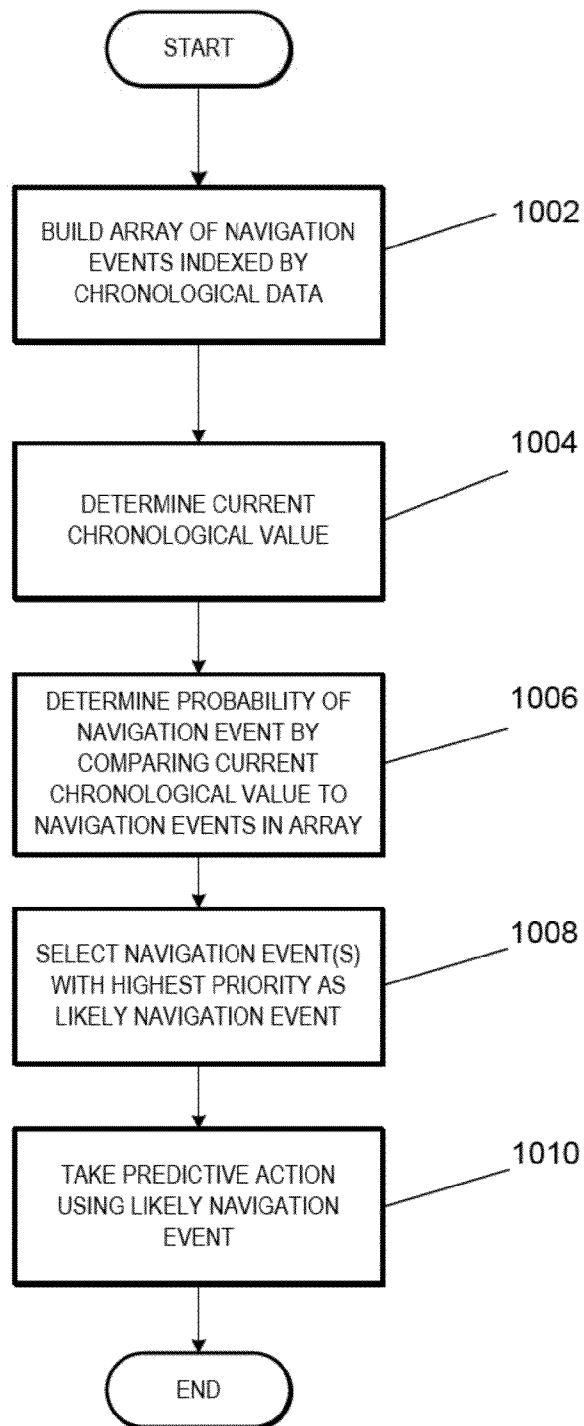 START
BUILD ARRAY OF NAVIGATION
EVENTS INDEXED BY
CHRONOLOGICAL DATA
1002
DETERMINE CURRENT
CHRONOLOGICAL VALUE
1004
DETERMINE PROBABILITY OF
NAVIGATION EVENT BY
COMPARING CURRENT
CHRONOLOGICAL VALUE TO
NAVIGATION EVENTS IN ARRAY
1006
SELECT NAVIGATION EVENT(S)
WITH HIGHEST PRIORITY AS
LIKELY NAVIGATION EVENT
1008
TAKE PREDICTIVE ACTION
USING LIKELY NAVIGATION
EVENT
1010
END